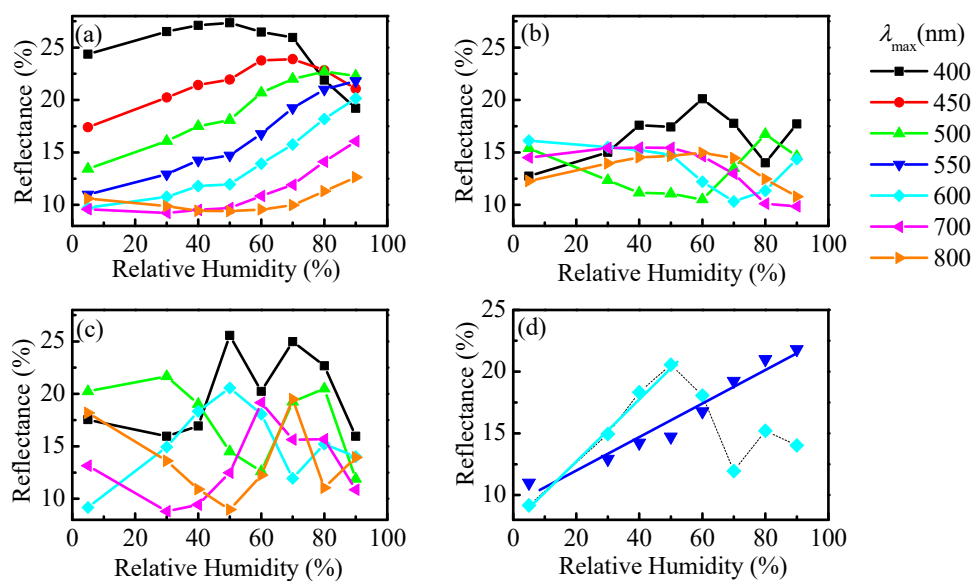 (a)
Reflectance (%)
25
20
15
10
0 20 40 60 80 100
Relative Humidity (%)
(b)
Reflectance (%)
25
20
15
10
0 20 40 60 80 100
Relative Humidity (%)
λmax(nm)
400
450
500
550
600
700
800
(c)
Reflectance (%)
25
20
15
10
0 20 40 60 80 100
Relative Humidity (%)
(d)
Reflectance (%)
20
15
10
0 20 40 60 80 100
Relative Humidity (%)